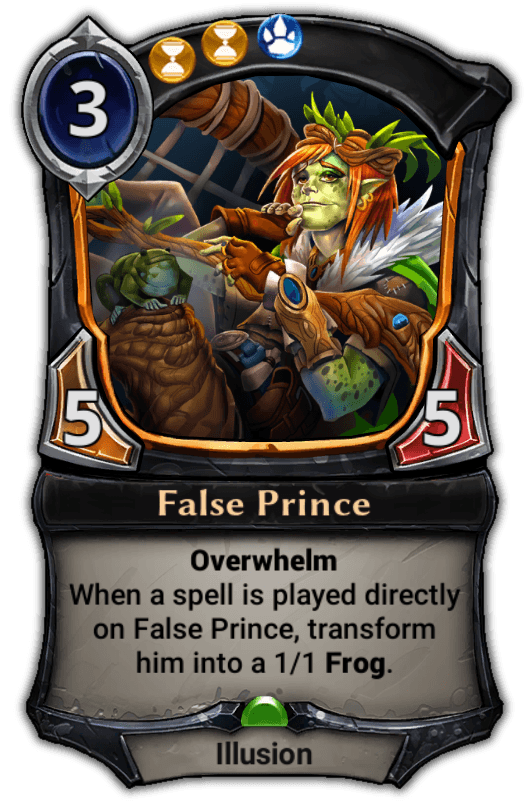 3
5
5
False Prince
Overwhelm
When a spell is played directly
on False Prince, transform
him into a 1/1 Frog.
Illusion